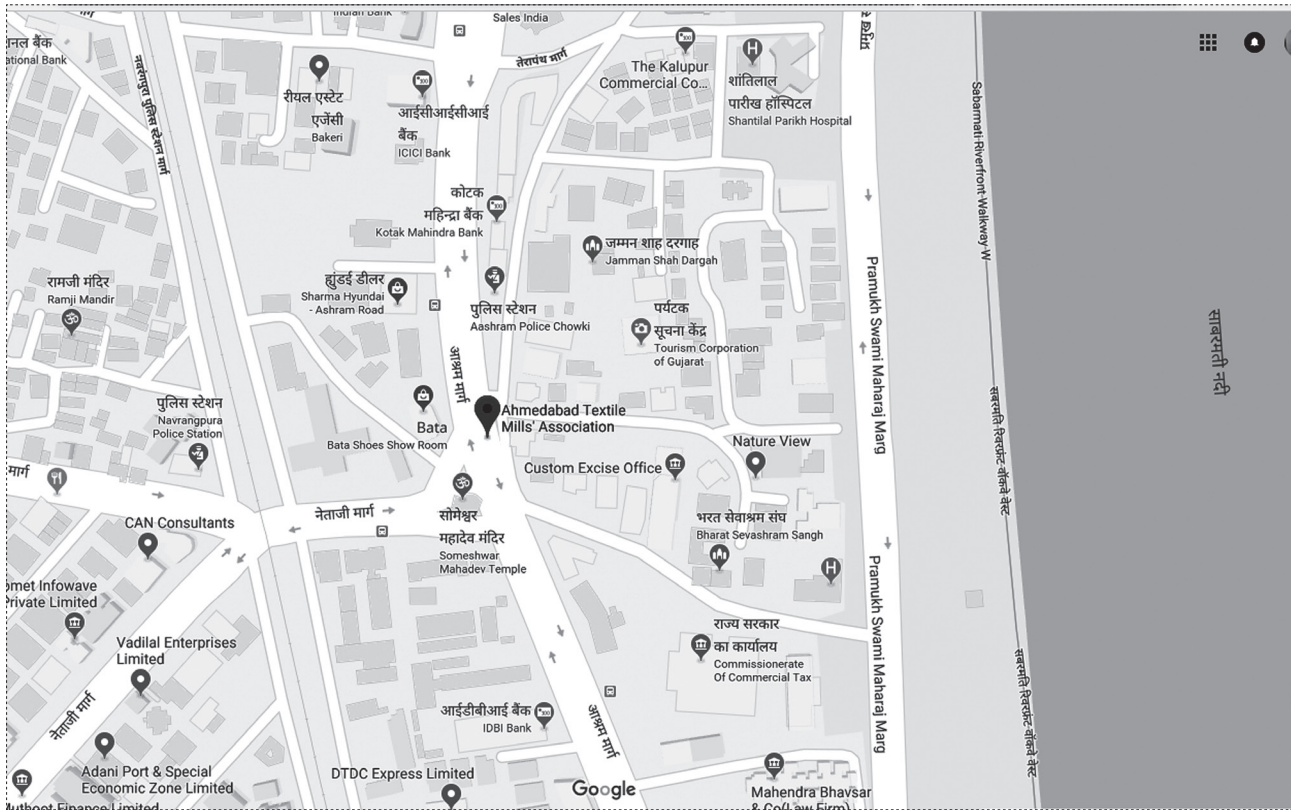 Indian Bank
Sales India
मार्ग
नल बैंक
ational Bank
नवरंगपुरा पुलिस स्टेशन मार्ग
तेरापंथ मार्ग
The Kalupur
Commercial Co...
शांतिलाल
पारीख हॉस्पिटल
Shantilal Parikh Hospital
रीयल एस्टेट
एजेंसी
Bakeri
आईसीआईसीआई
बैंक
ICICI Bank
Sabarmati Riverfront Walkway W
कोटक
महिन्द्रा बैंक
Kotak Mahindra Bank
जम्मन शाह दरगाह
Jamman Shah Dargah
रामजी मंदिर
Ramji Mandir
ह्युंडई डीलर
Sharma Hyundai
- Ashram Road
पुलिस स्टेशन
Aashram Police Chowki
पर्यटक
सूचना केंद्र
Tourism Corporation
of Gujarat
Pramukh Swami Maharaj Marg
साबरमती नदी
आश्रम मार्ग
पुलिस स्टेशन
Navrangpura
Police Station
Bata
Bata Shoes Show Room
Ahmedabad Textile
Mills' Association
Nature View
Custom Excise Office
सबरमति रिवरफ्रंट वॉकवे वेस्ट
मार्ग
नेताजी मार्ग
CAN Consultants
सोमेश्वर
महादेव मंदिर
Someshwar
Mahadev Temple
भरत सेवाश्रम संघ
Bharat Sevashram Sangh
Pramukh Swami Maharaj Marg
omet Infowave
Private Limited
Vadilal Enterprises
Limited
राज्य सरकार
का कार्यालय
Commissionerate
Of Commercial Tax
सबरमति रिवरफ्रंट वॉकवे वेस्ट
नेताजी मार्ग
आईडीबीआई बैंक
IDBI Bank
आश्रम मार्ग
Adani Port & Special
Economic Zone Limited
DTDC Express Limited
Google
Mahendra Bhavsar
& Co(Law Firm)
Muthoot Finance Limited